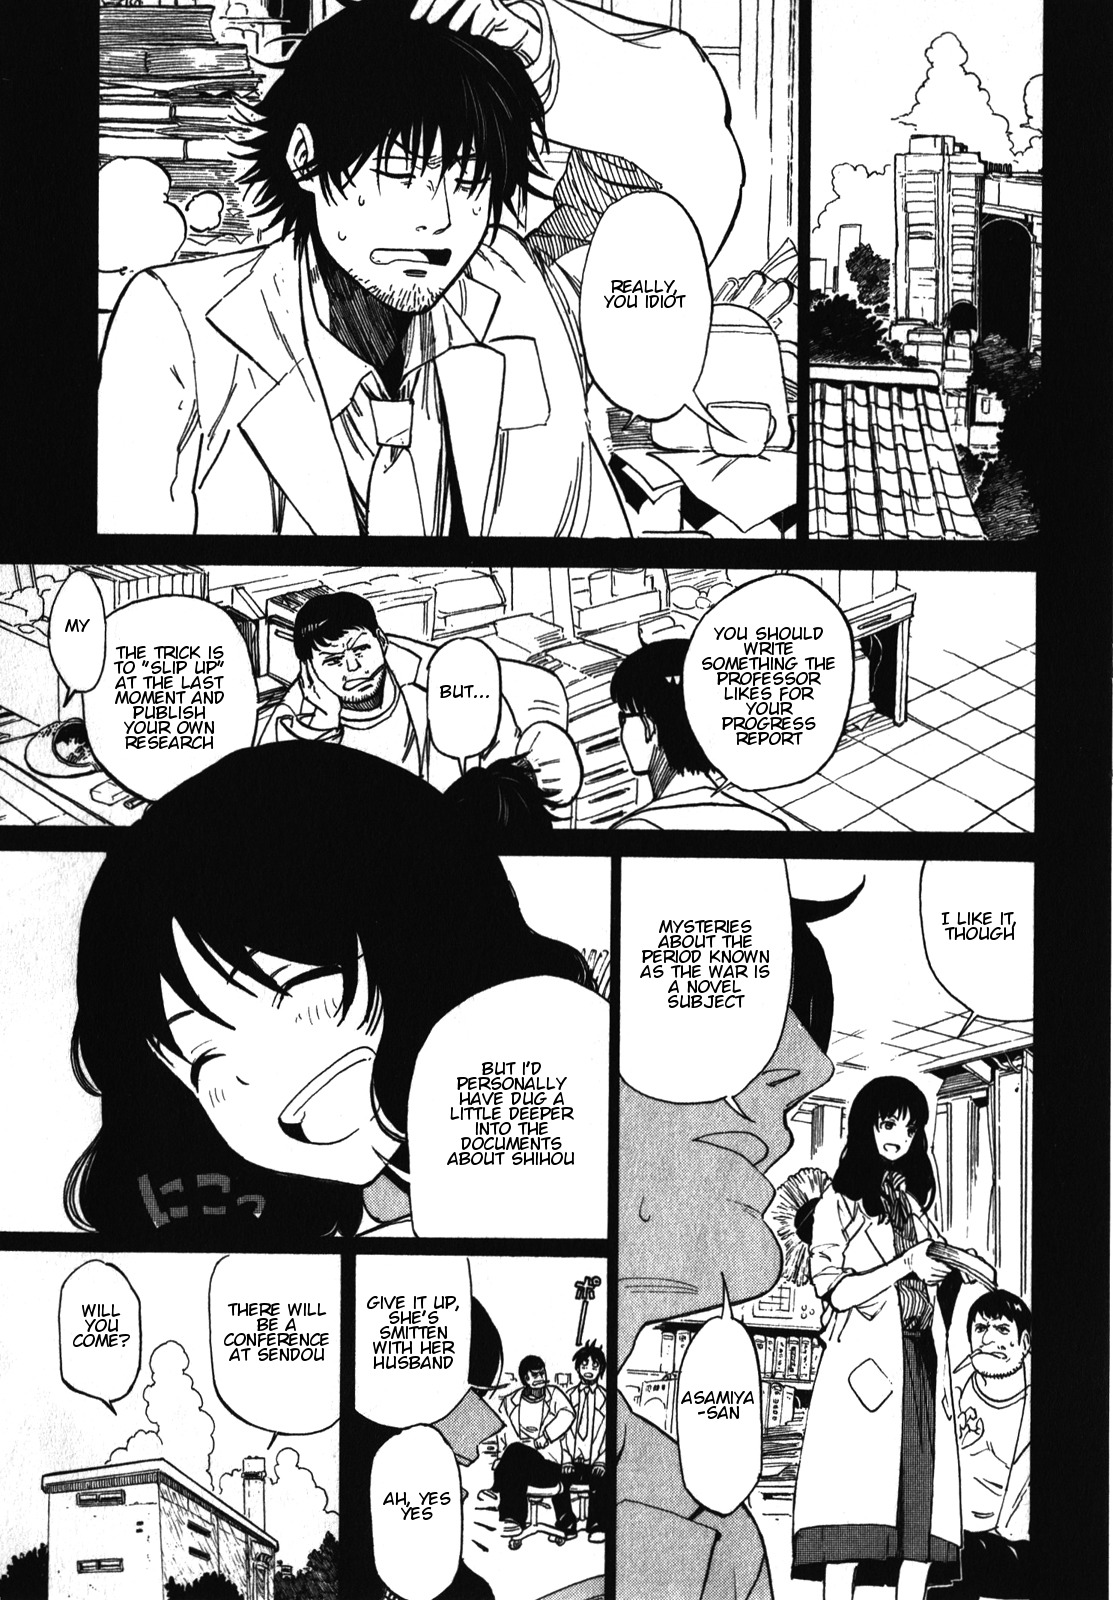 REALLY,
YOU IDIOT
YOU SHOULD
WRITE
SOMETHING THE
PROFESSOR
LIKES FOR
YOUR
PROGRESS
REPORT
BUT...
THE TRICK IS
TO "SLIP UP"
AT THE LAST
MOMENT AND
PUBLISH
YOUR OWN
RESEARCH
MY
I LIKE IT,
THOUGH
MYSTERIES
ABOUT THE
PERIOD KNOWN
AS THE WAR IS
A NOVEL
SUBJECT
ASAMIYA
-SAN
BUT I'D
PERSONALLY
HAVE DUG A
LITTLE DEEPER
INTO THE
DOCUMENTS
ABOUT SHIHOU
にこっ
ポ
GIVE IT UP,
SHE'S
SMITTEN
WITH HER
HUSBAND
AH, YES
YES
THERE WILL
BE A
CONFERENCE
AT SENDOU
WILL
YOU
COME?